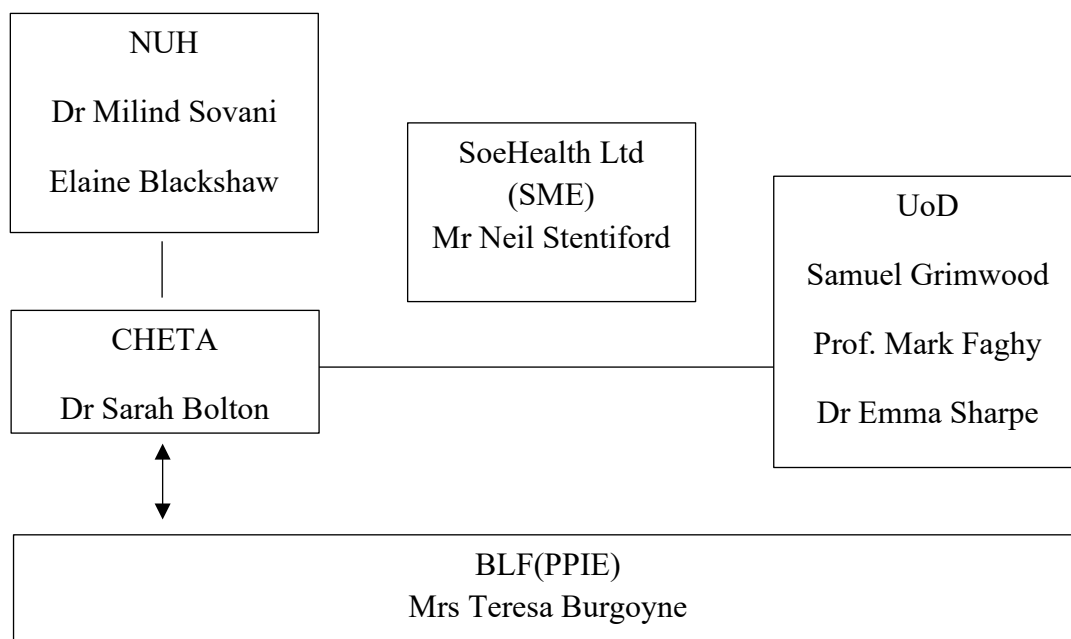 NUH
Dr Milind Sovani
Elaine Blackshaw
SoeHealth Ltd
(SME)
Mr Neil Stentiford
UoD
Samuel Grimwood
Prof. Mark Faghy
Dr Emma Sharpe
CHETA
Dr Sarah Bolton
BLF(PPIE)
Mrs Teresa Burgoyne